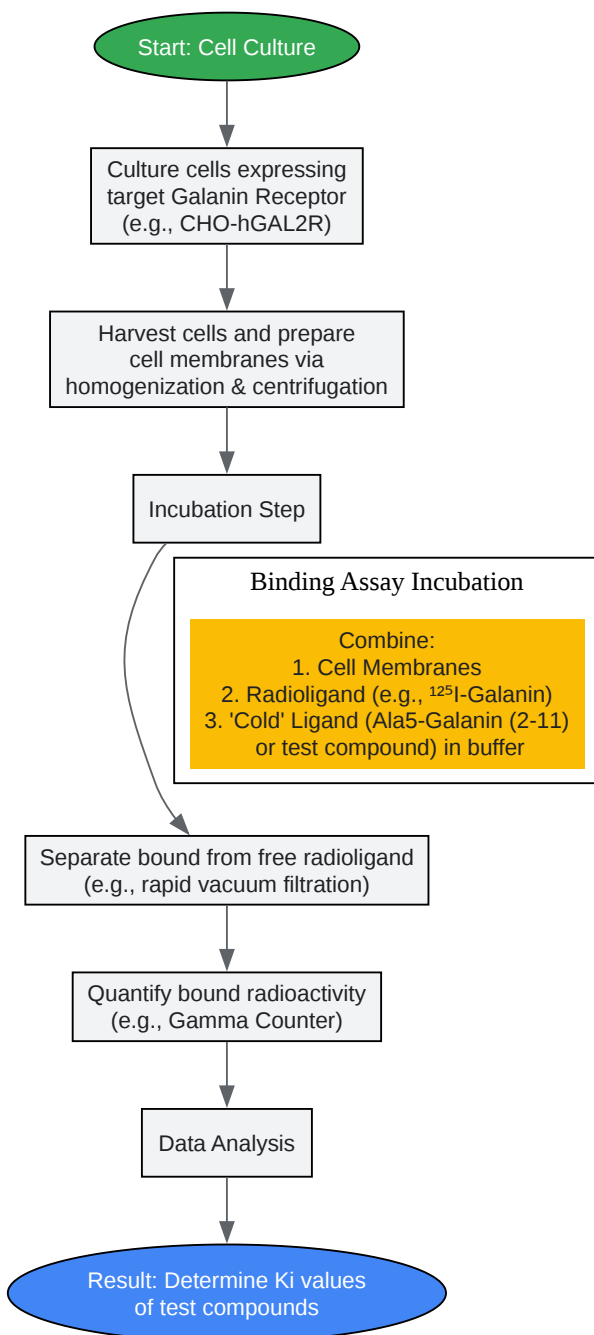 Start: Cell Culture
Culture cells expressing
target Galanin Receptor
(e.g., CHO-hGAL2R)
Harvest cells and prepare
cell membranes via
homogenization & centrifugation
Incubation Step
Binding Assay Incubation
Combine:
1. Cell Membranes
2. Radioligand (e.g., ¹²⁵I-Galanin)
3. 'Cold' Ligand (Ala5-Galanin (2-11)
or test compound) in buffer
Separate bound from free radioligand
(e.g., rapid vacuum filtration)
Quantify bound radioactivity
(e.g., Gamma Counter)
Data Analysis
Result: Determine Ki values
of test compounds